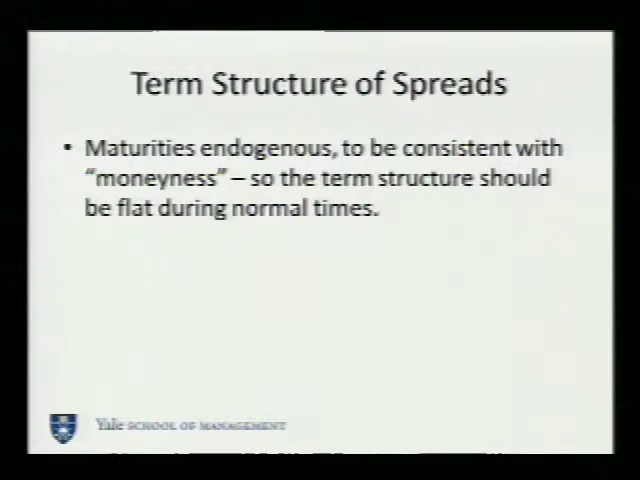 Term Structure of Spreads
• Maturities endogenous, to be consistent with
“moneyness” – so the term structure should
be flat during normal times.
Yale SCHOOL OF MANAGEMENT